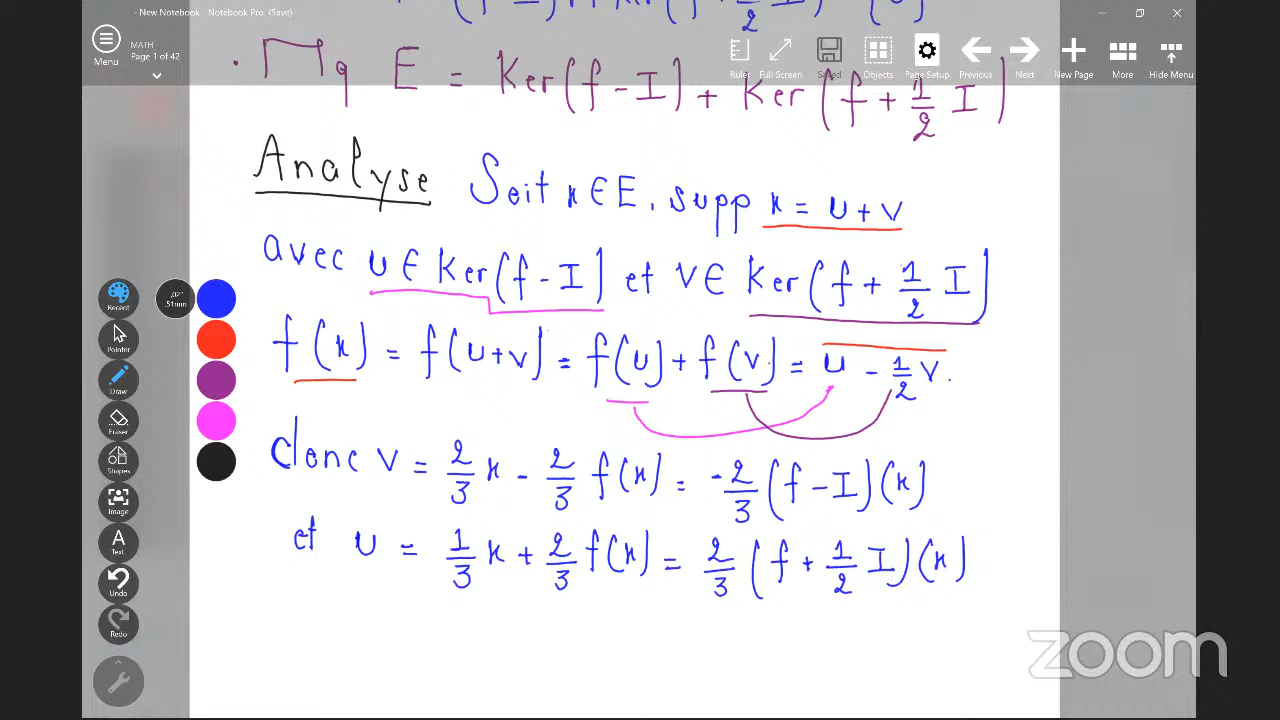 - New Notebook - Notebook Pro. (Save)
Menu
MATH
Page 1 of 42
Ruler Full Screen Saved Objects Page Setup Previous Next New Page More Hide Menu
. Mq E = Ker(f - I) + Ker(f + 1/2 I)
Analyse Soit x ∈ E, supp x = u + v
avec u ∈ Ker(f - I) et v ∈ Ker(f + 1/2 I)
f(x) = f(u+v) = f(u) + f(v) = u - 1/2 v.
donc v = 2/3 x - 2/3 f(x) = -2/3 (f - I)(x)
et u = 1/3 x + 2/3 f(x) = 2/3 (f + 1/2 I)(x)
Recent
.51mm
Pointer
Draw
Eraser
Shapes
Image
A
Text
Undo
Redo
zoom